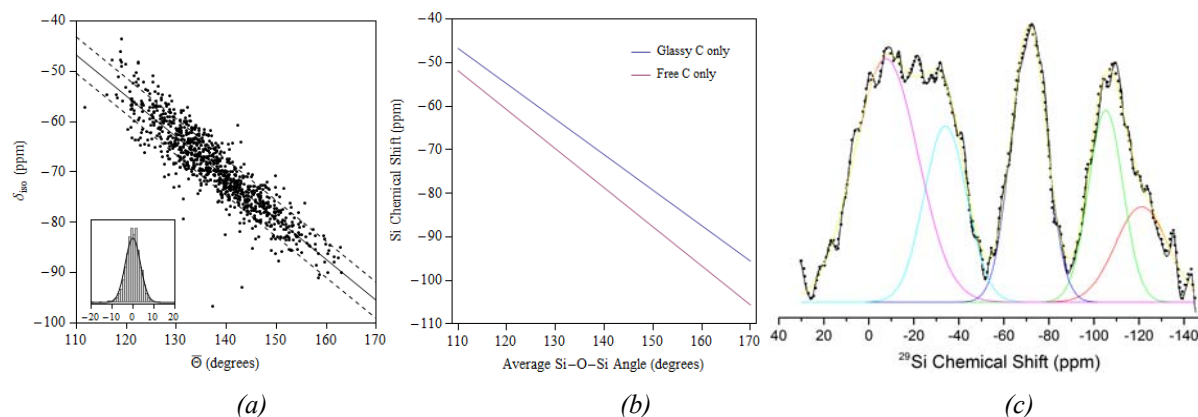 −40
−50
−60
−70
−80
−90
−100
δiso (ppm)
−20 −10 0 10 20
110 120 130 140 150 160 170
Θ̅ (degrees)
(a)
−40
−50
−60
−70
−80
−90
−100
−110
Si Chemical Shift (ppm)
Glassy C only
Free C only
110 120 130 140 150 160 170
Average Si−O−Si Angle (degrees)
(b)
40 20 0 -20 -40 -60 -80 -100 -120 -140
²⁹Si Chemical Shift (ppm)
(c)